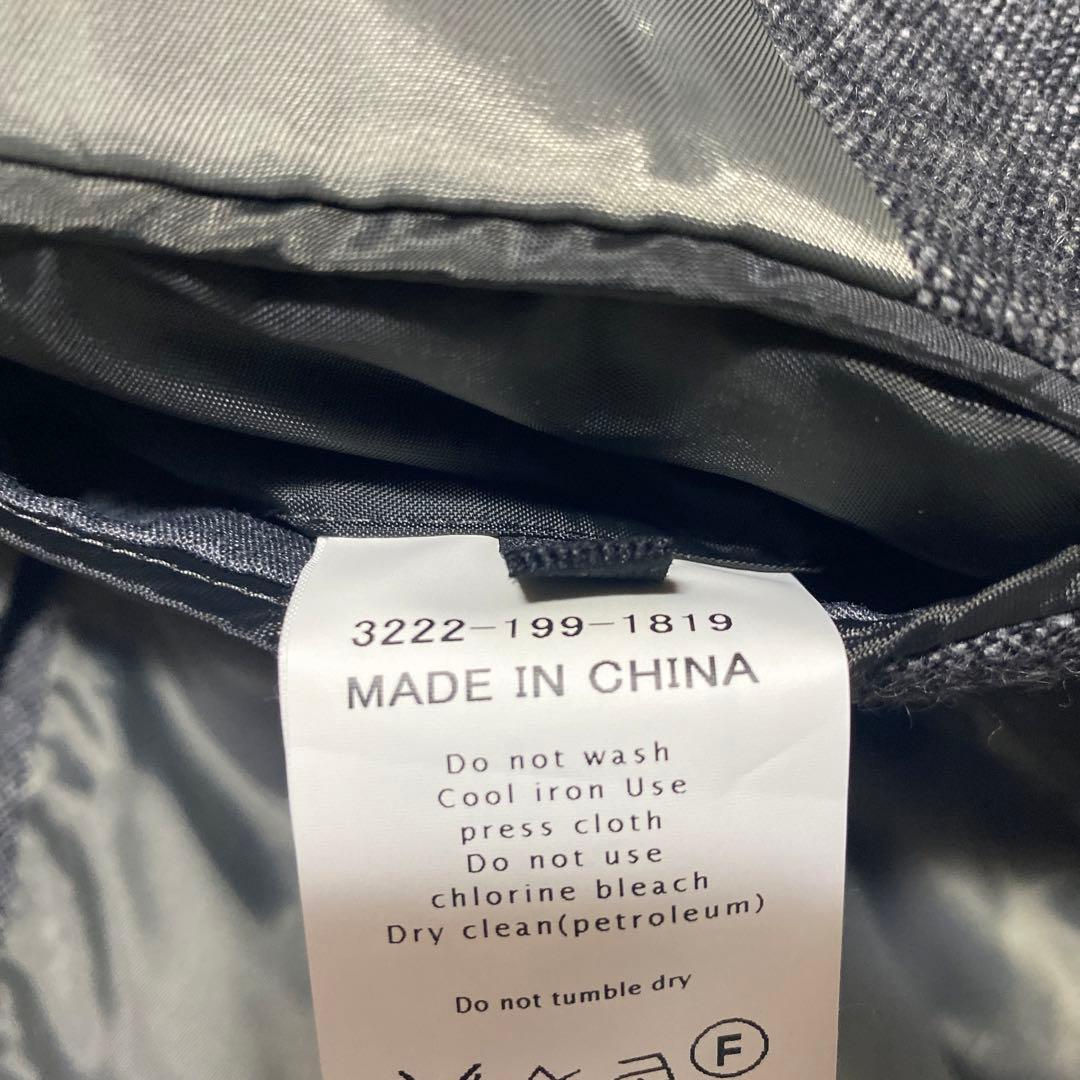 3222-199-1819
MADE IN CHINA
Do not wash
Cool iron Use
press cloth
Do not use
chlorine bleach
Dry clean(petroleum)
Do not tumble dry
F